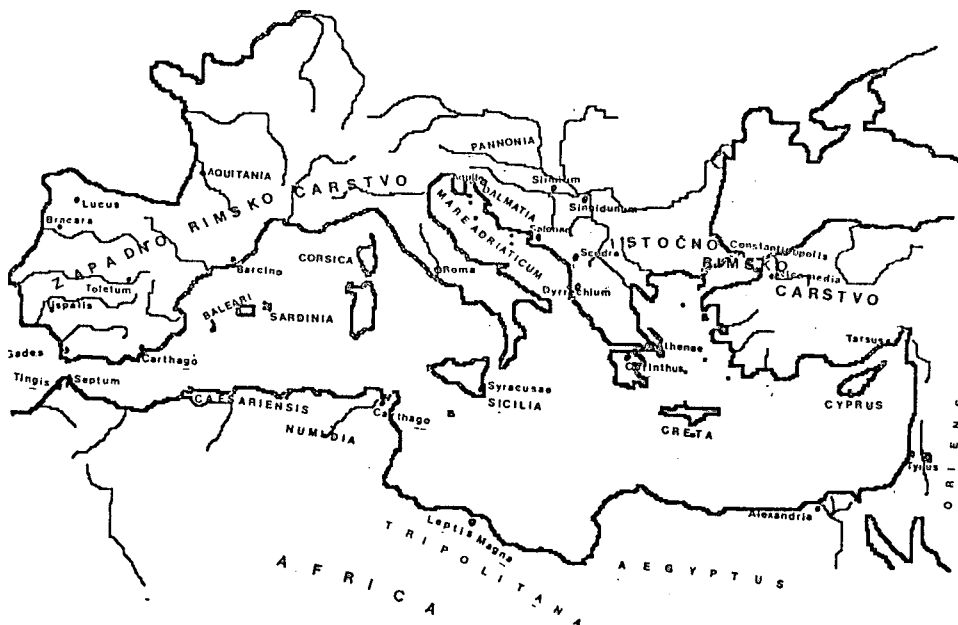 PANNONIA
AQUITANIA
ZAPADNO RIMSKO CARSTVO
Sirmium
Singidunum
DALMATIA
MARE ADRIATICUM
Salonae
Scodra
Dyrrachium
Lucus
Bracara
Toletum
Ispalis
Barcino
CORSICA
Roma
BALEARI
SARDINIA
ISTOČNO
RIMSKO
CARSTVO
Constantinopolis
Nicomedia
Gades
Carthago
Tingis
Septum
CAESARIENSIS
NUMIDIA
Carthago
Syracusae
SICILIA
Athenae
Corinthus
CRETA
Tarsus
CYPRUS
Tyrus
ORIENS
Alexandria
Leptis Magna
TRIPOLITANA
AFRICA
AEGYPTUS